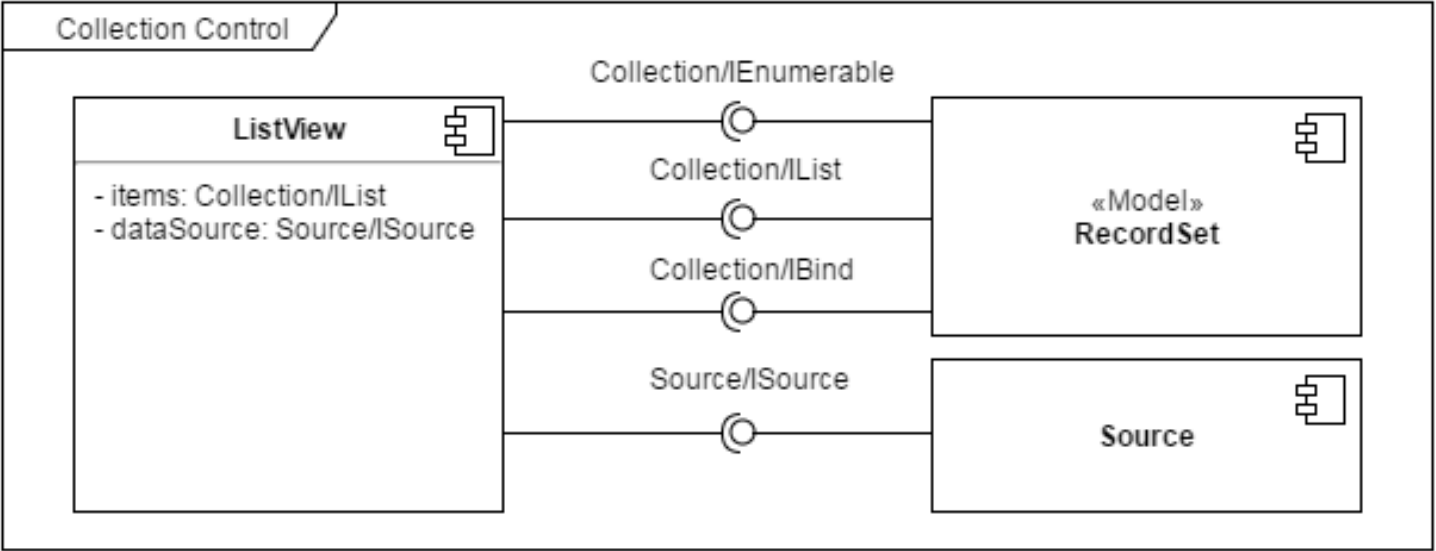 Collection Control
Collection/IEnumerable
ListView
- items: Collection/IList
- dataSource: Source/ISource
Collection/IList
«Model»
RecordSet
Collection/IBind
Source/ISource
Source